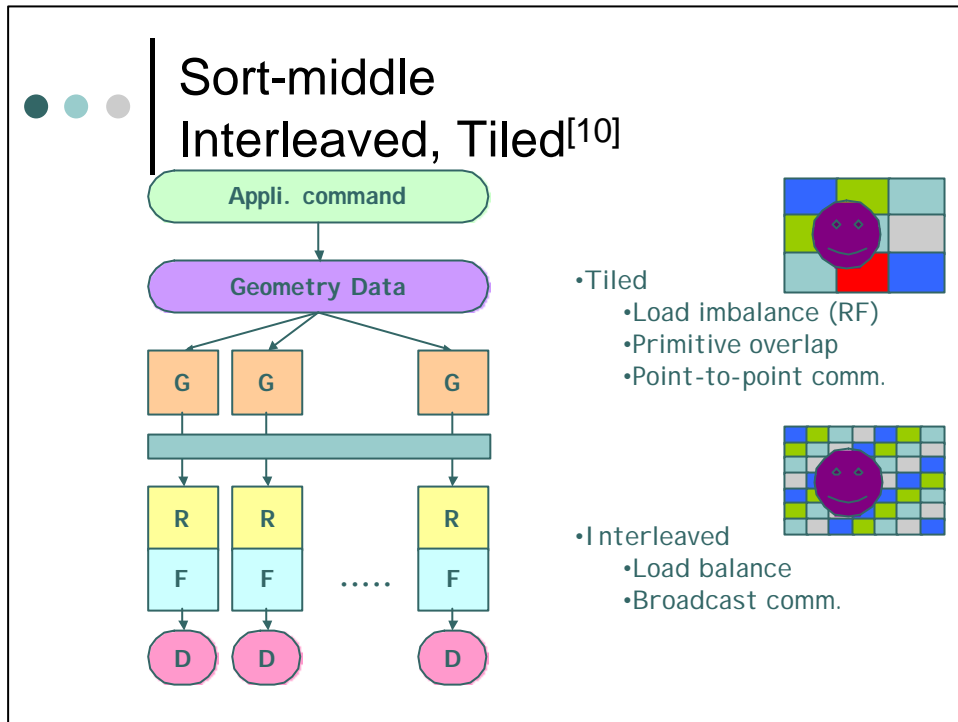 Sort-middle
Interleaved, Tiled[10]
Appli. command
Geometry Data
G G G
R R R
F F ..... F
D D D
•Tiled
•Load imbalance (RF)
•Primitive overlap
•Point-to-point comm.
•Interleaved
•Load balance
•Broadcast comm.